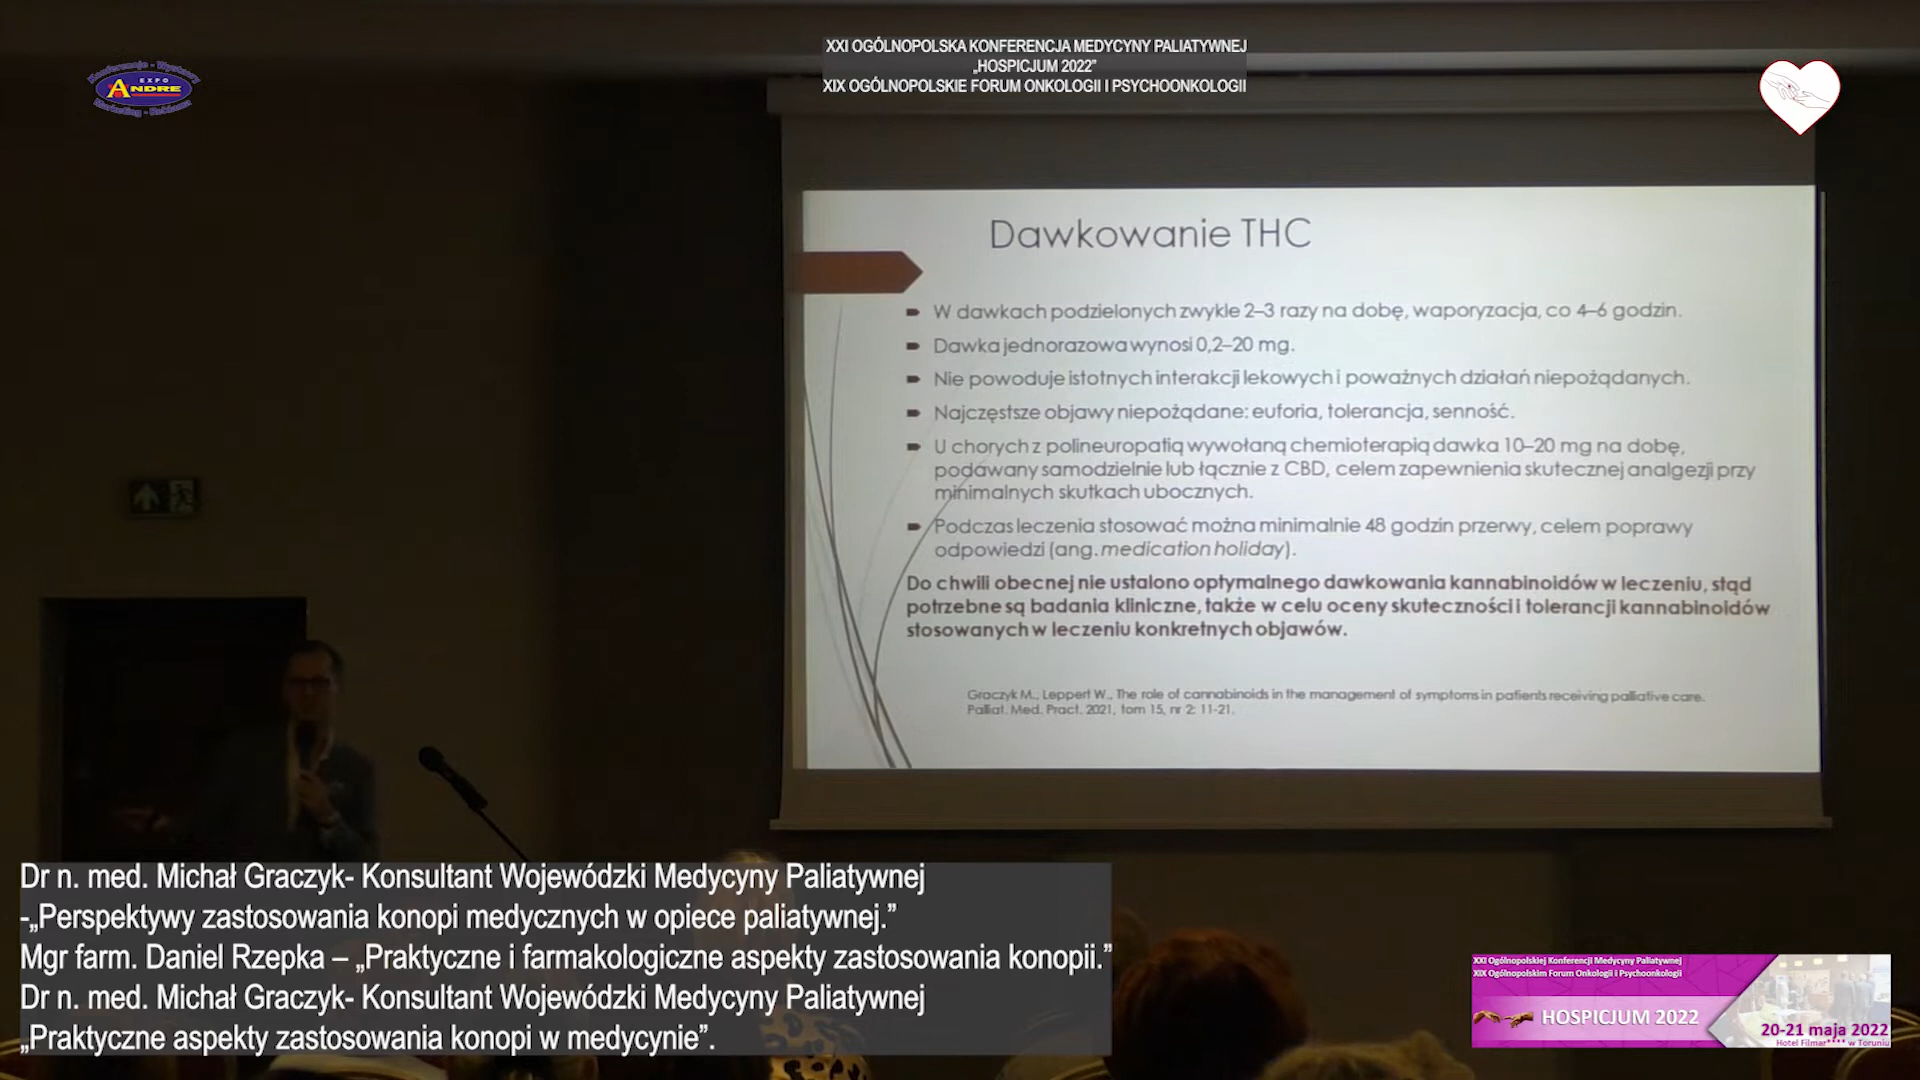 XXI OGÓLNOPOLSKA KONFERENCJA MEDYCYNY PALIATYWNEJ
„HOSPICJUM 2022”
XIX OGÓLNOPOLSKIE FORUM ONKOLOGII I PSYCHOONKOLOGII
Konferencje - Wystawy
EXPO
ANDRE
Marketing - Reklama
Dawkowanie THC
W dawkach podzielonych zwykle 2–3 razy na dobę, waporyzacja, co 4–6 godzin.
Dawka jednorazowa wynosi 0,2–20 mg.
Nie powoduje istotnych interakcji lekowych i poważnych działań niepożądanych.
Najczęstsze objawy niepożądane: euforia, tolerancja, senność.
U chorych z polineuropatią wywołaną chemioterapią dawka 10–20 mg na dobę,
podawany samodzielnie lub łącznie z CBD, celem zapewnienia skutecznej analgezji przy
minimalnych skutkach ubocznych.
Podczas leczenia stosować można minimalnie 48 godzin przerwy, celem poprawy
odpowiedzi (ang. medication holiday).
Do chwili obecnej nie ustalono optymalnego dawkowania kannabinoidów w leczeniu, stąd
potrzebne są badania kliniczne, także w celu oceny skuteczności i tolerancji kannabinoidów
stosowanych w leczeniu konkretnych objawów.
Graczyk M., Leppert W., The role of cannabinoids in the management of symptoms in patients receiving palliative care.
Palliat. Med. Pract. 2021, tom 15, nr 2: 11-21.
Dr n. med. Michał Graczyk- Konsultant Wojewódzki Medycyny Paliatywnej
-„Perspektywy zastosowania konopi medycznych w opiece paliatywnej.”
Mgr farm. Daniel Rzepka – „Praktyczne i farmakologiczne aspekty zastosowania konopii.”
Dr n. med. Michał Graczyk- Konsultant Wojewódzki Medycyny Paliatywnej
„Praktyczne aspekty zastosowania konopi w medycynie”.
XXI Ogólnopolskiej Konferencji Medycyny Paliatywnej
XIX Ogólnopolskim Forum Onkologii i Psychoonkologii
HOSPICJUM 2022
20-21 maja 2022
Hotel Filmar**** w Toruniu